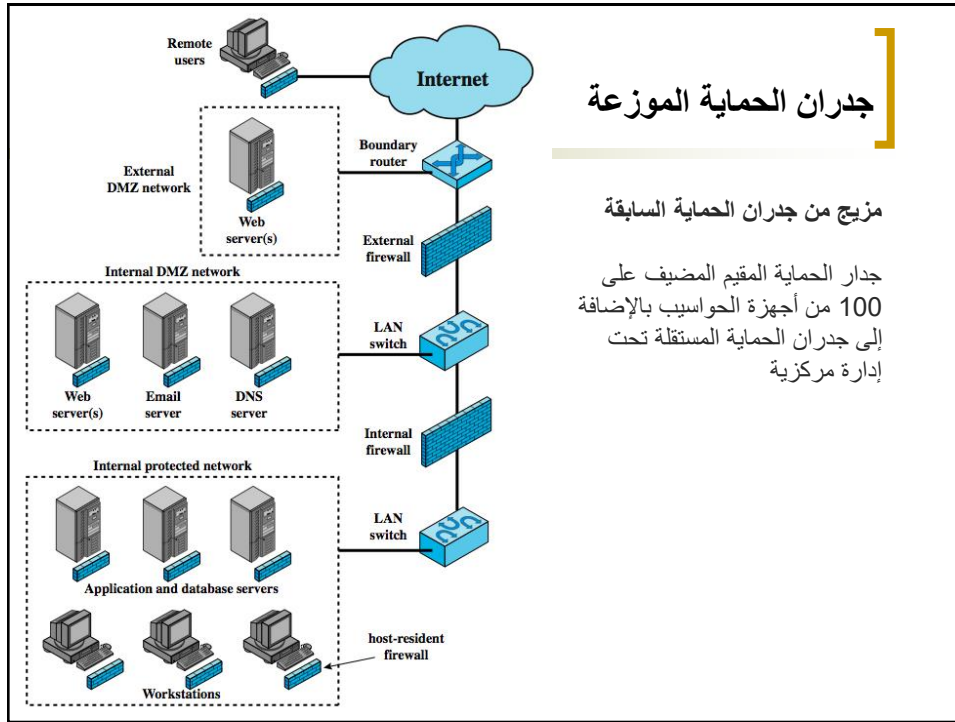 جدران الحماية الموزعة
مزيج من جدران الحماية السابقة
جدار الحماية المقيم المضيف على
100 من أجهزة الحواسيب بالإضافة
إلى جدران الحماية المستقلة تحت
إدارة مركزية
Remote
users
Internet
Boundary
router
External
DMZ network
Web
server(s)
External
firewall
Internal DMZ network
LAN
switch
Web
server(s)
Email
server
DNS
server
Internal
firewall
Internal protected network
LAN
switch
Application and database servers
host-resident
firewall
Workstations